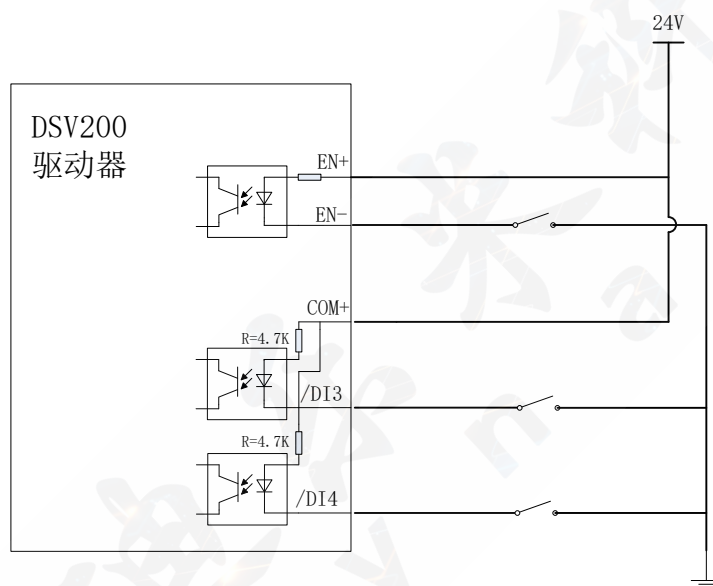 24V
DSV200
驱动器
EN+
EN-
COM+
R=4.7K
/DI3
R=4.7K
/DI4